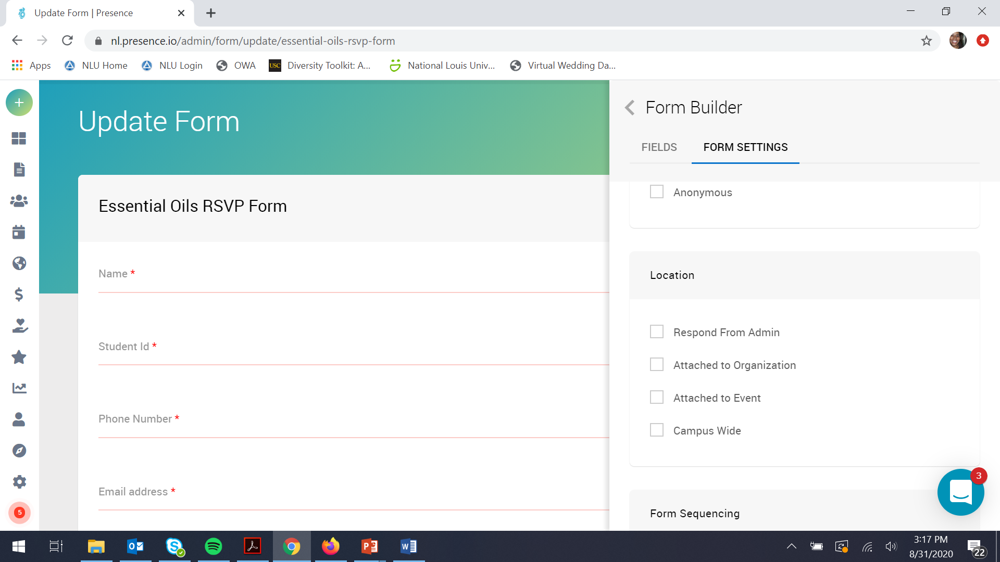 Update Form | Presence
nl.presence.io/admin/form/update/essential-oils-rsvp-form
Apps NLU Home NLU Login OWA USC Diversity Toolkit: A... National Louis Univ... Virtual Wedding Da...
Update Form
Essential Oils RSVP Form
Name *
Student Id *
Phone Number *
Email address *
5
Form Builder
FIELDS FORM SETTINGS
Anonymous
Location
Respond From Admin
Attached to Organization
Attached to Event
Campus Wide
3
Form Sequencing
3:17 PM
8/31/2020
22